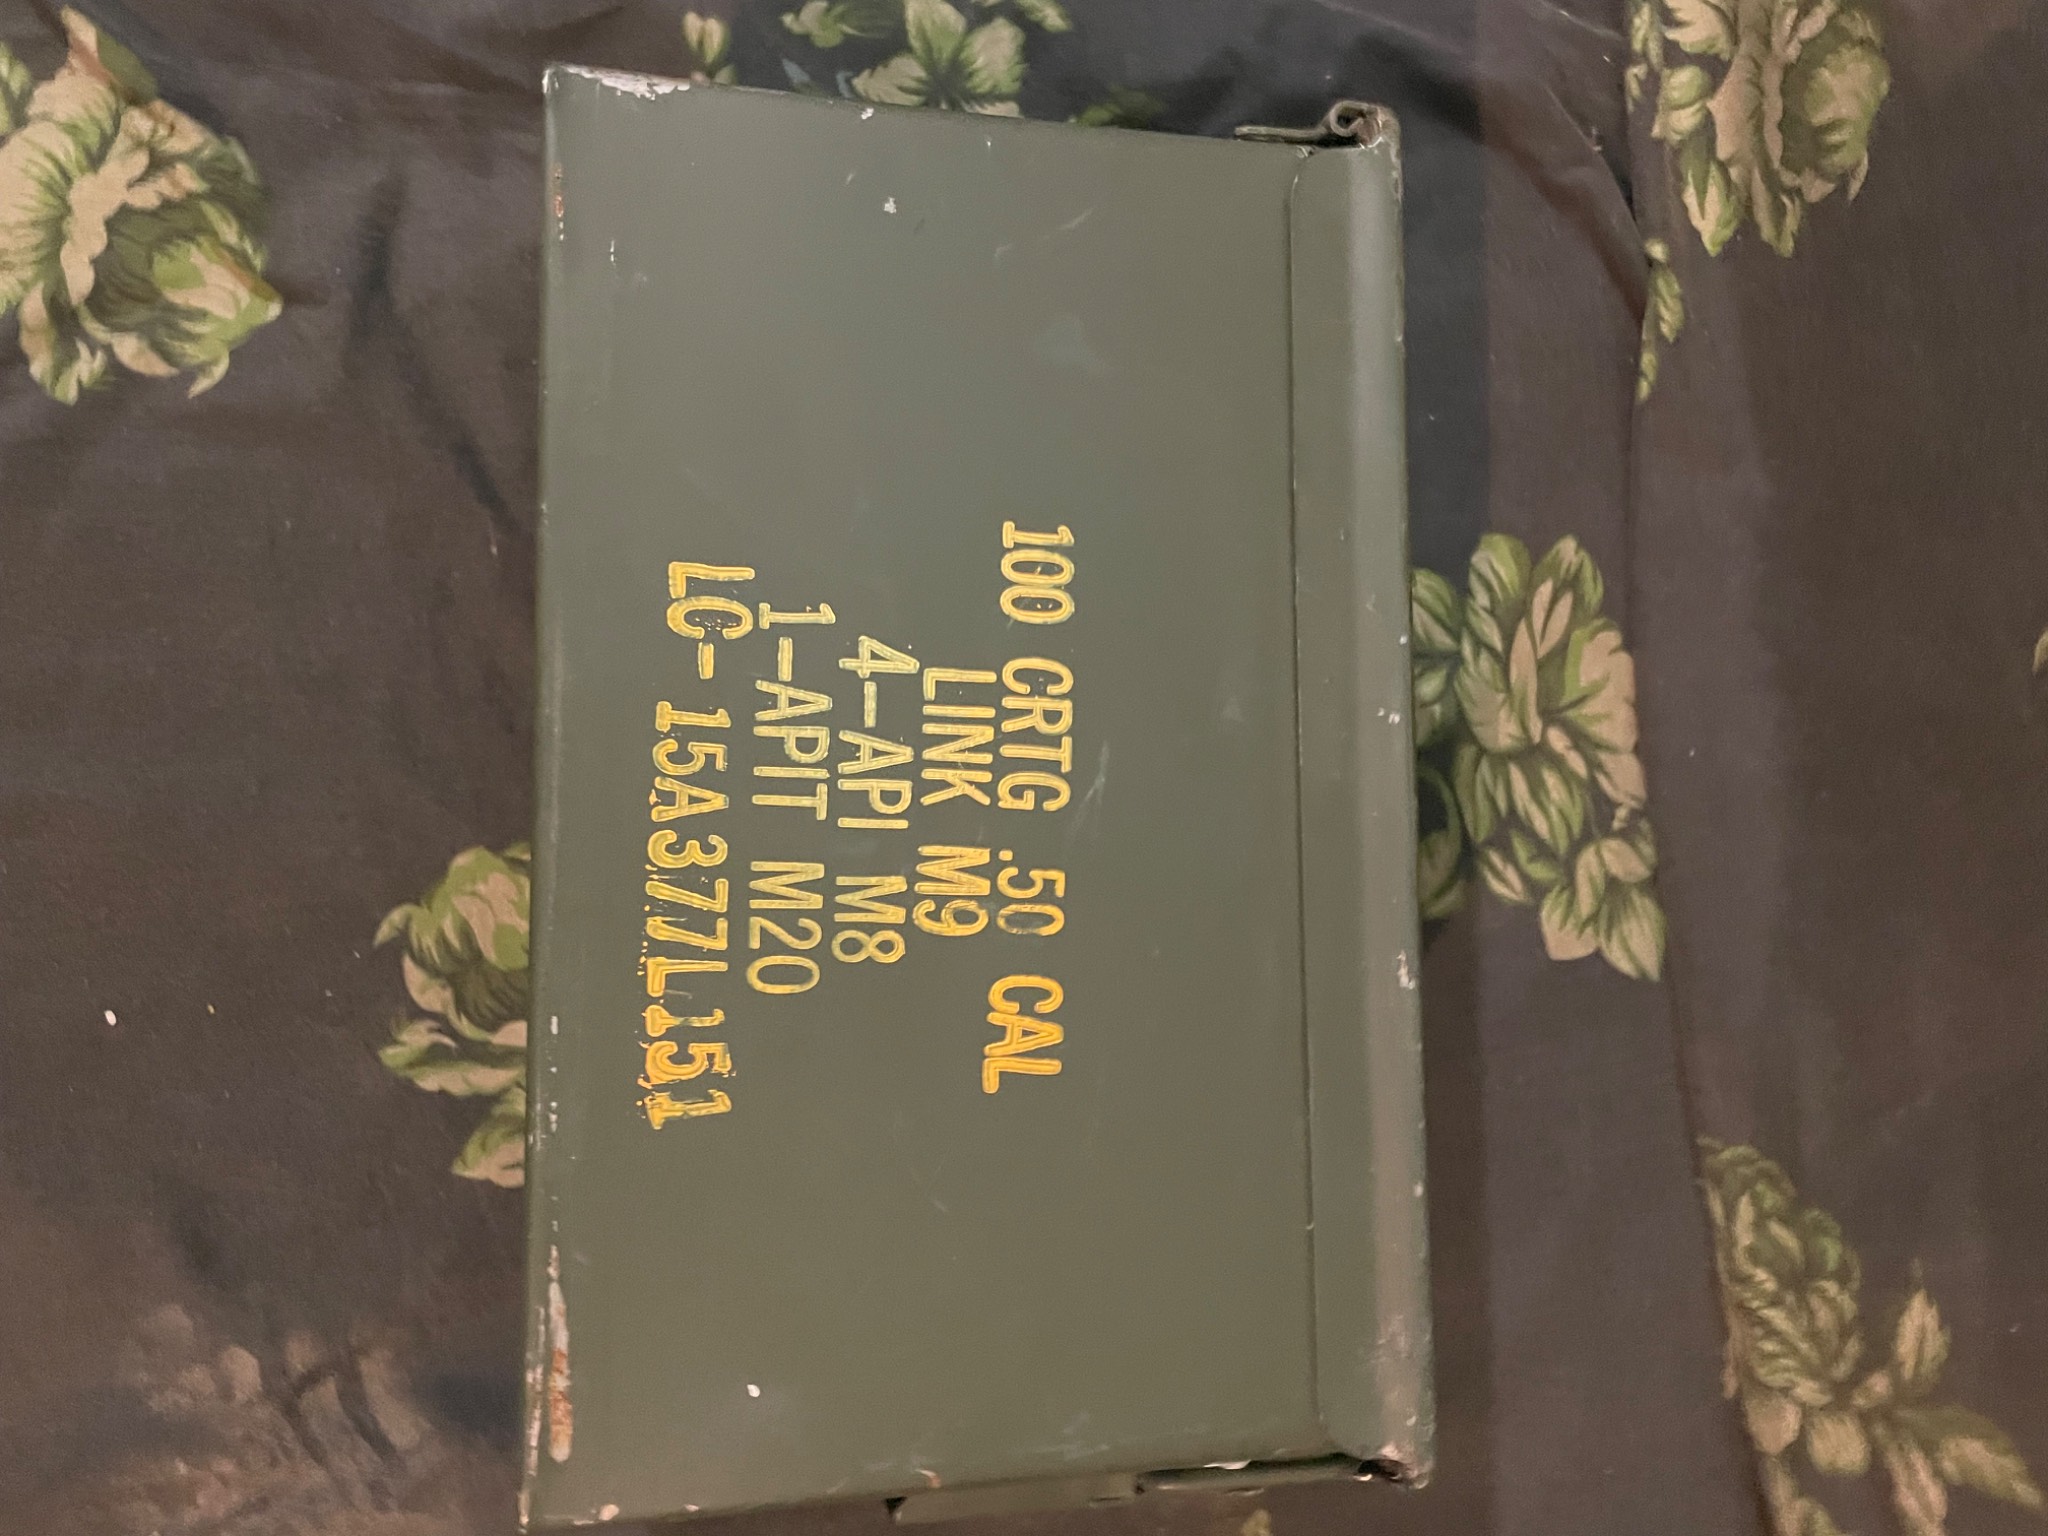 100 CRTG .50 CAL
LINK M9
4-API M8
1-APIT M20
LC- 15A377L151